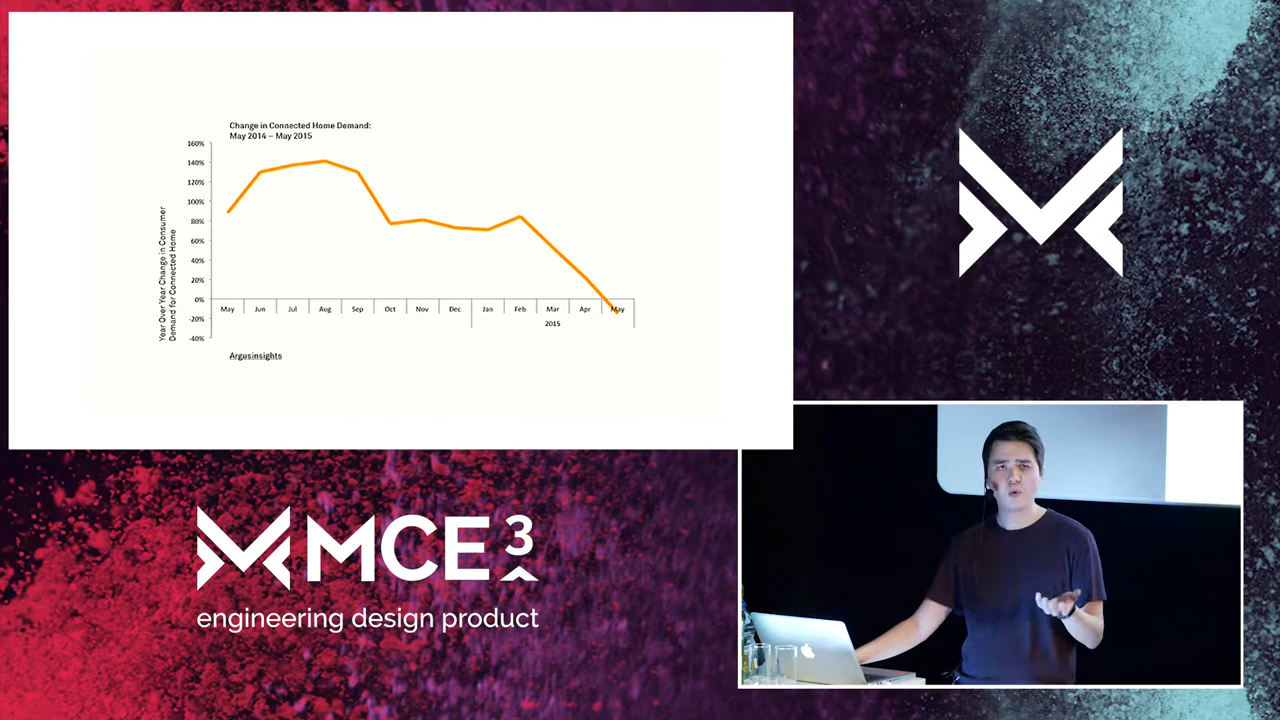 Change in Connected Home Demand:
May 2014 – May 2015
160%
140%
120%
100%
80%
60%
40%
20%
0%
-20%
-40%
Year Over Year Change in Consumer
Demand for Connected Home
May Jun Jul Aug Sep Oct Nov Dec Jan Feb Mar Apr May
2015
Argusinsights
MCE3
engineering design product